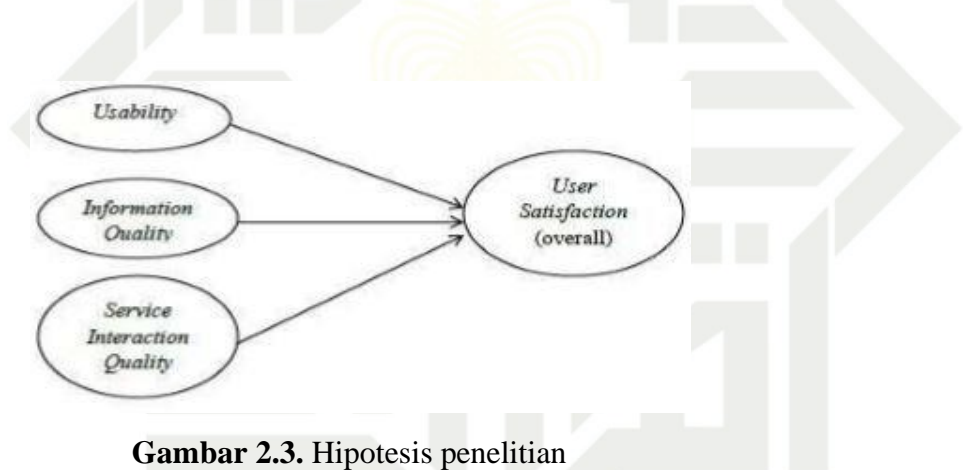 Usability
Information
Quality
User
Satisfaction
(overall)
Service
Interaction
Quality
Gambar 2.3. Hipotesis penelitian